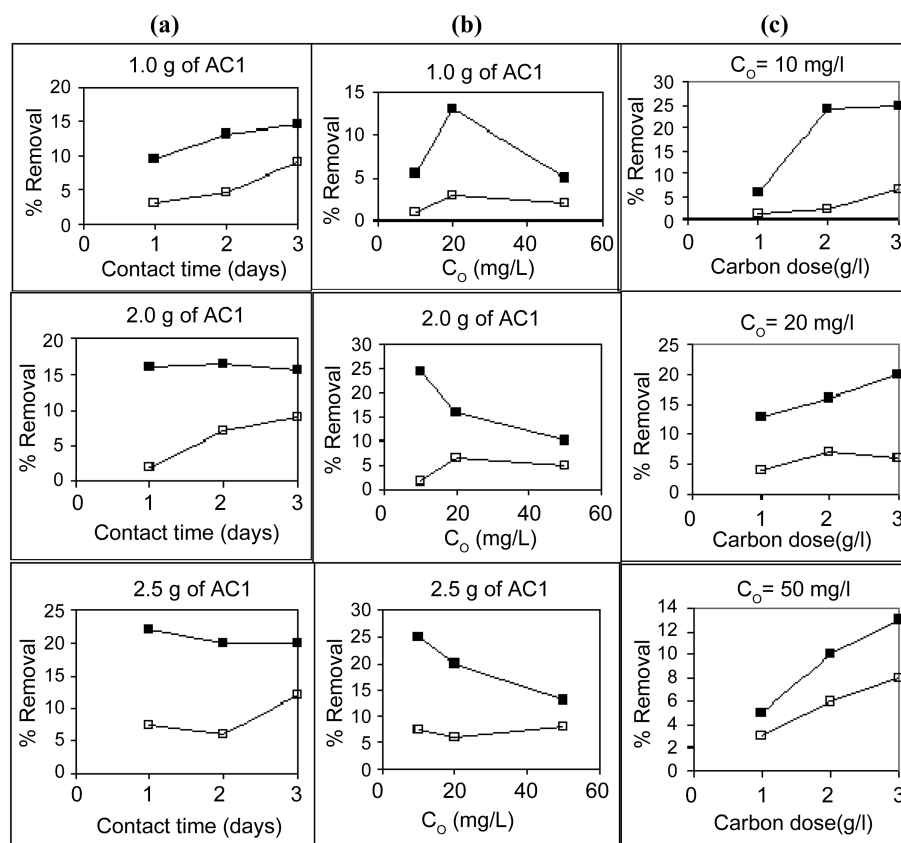 (a)
(b)
(c)
1.0 g of AC1
% Removal
20
15
10
5
0
0 1 2 3
Contact time (days)
1.0 g of AC1
% Removal
15
10
5
0
0 20 40 60
C_O (mg/L)
C_O= 10 mg/l
% Removal
30
25
20
15
10
5
0
0 1 2 3
Carbon dose(g/l)
2.0 g of AC1
% Removal
20
15
10
5
0
0 1 2 3
Contact time (days)
2.0 g of AC1
% Removal
30
25
20
15
10
5
0
0 20 40 60
C_O (mg/L)
C_O= 20 mg/l
% Removal
25
20
15
10
5
0
0 1 2 3
Carbon dose(g/l)
2.5 g of AC1
% Removal
25
20
15
10
5
0
0 1 2 3
Contact time (days)
2.5 g of AC1
% Removal
30
25
20
15
10
5
0
0 20 40 60
C_O (mg/L)
C_O= 50 mg/l
% Removal
14
12
10
8
6
4
2
0
0 1 2 3
Carbon dose(g/l)